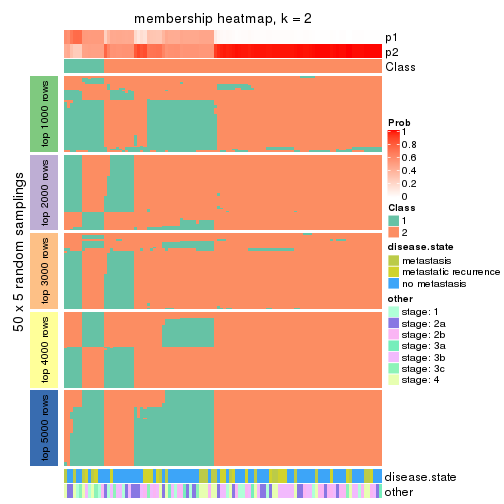 membership heatmap, k = 2
p1
p2
Class
50 x 5 random samplings
top 1000 rows
top 2000 rows
top 3000 rows
top 4000 rows
top 5000 rows
Prob
1
0.8
0.6
0.4
0.2
0
Class
1
2
disease.state
metastasis
metastatic recurrence
no metastasis
other
stage: 1
stage: 2a
stage: 2b
stage: 3a
stage: 3b
stage: 3c
stage: 4
disease.state
other